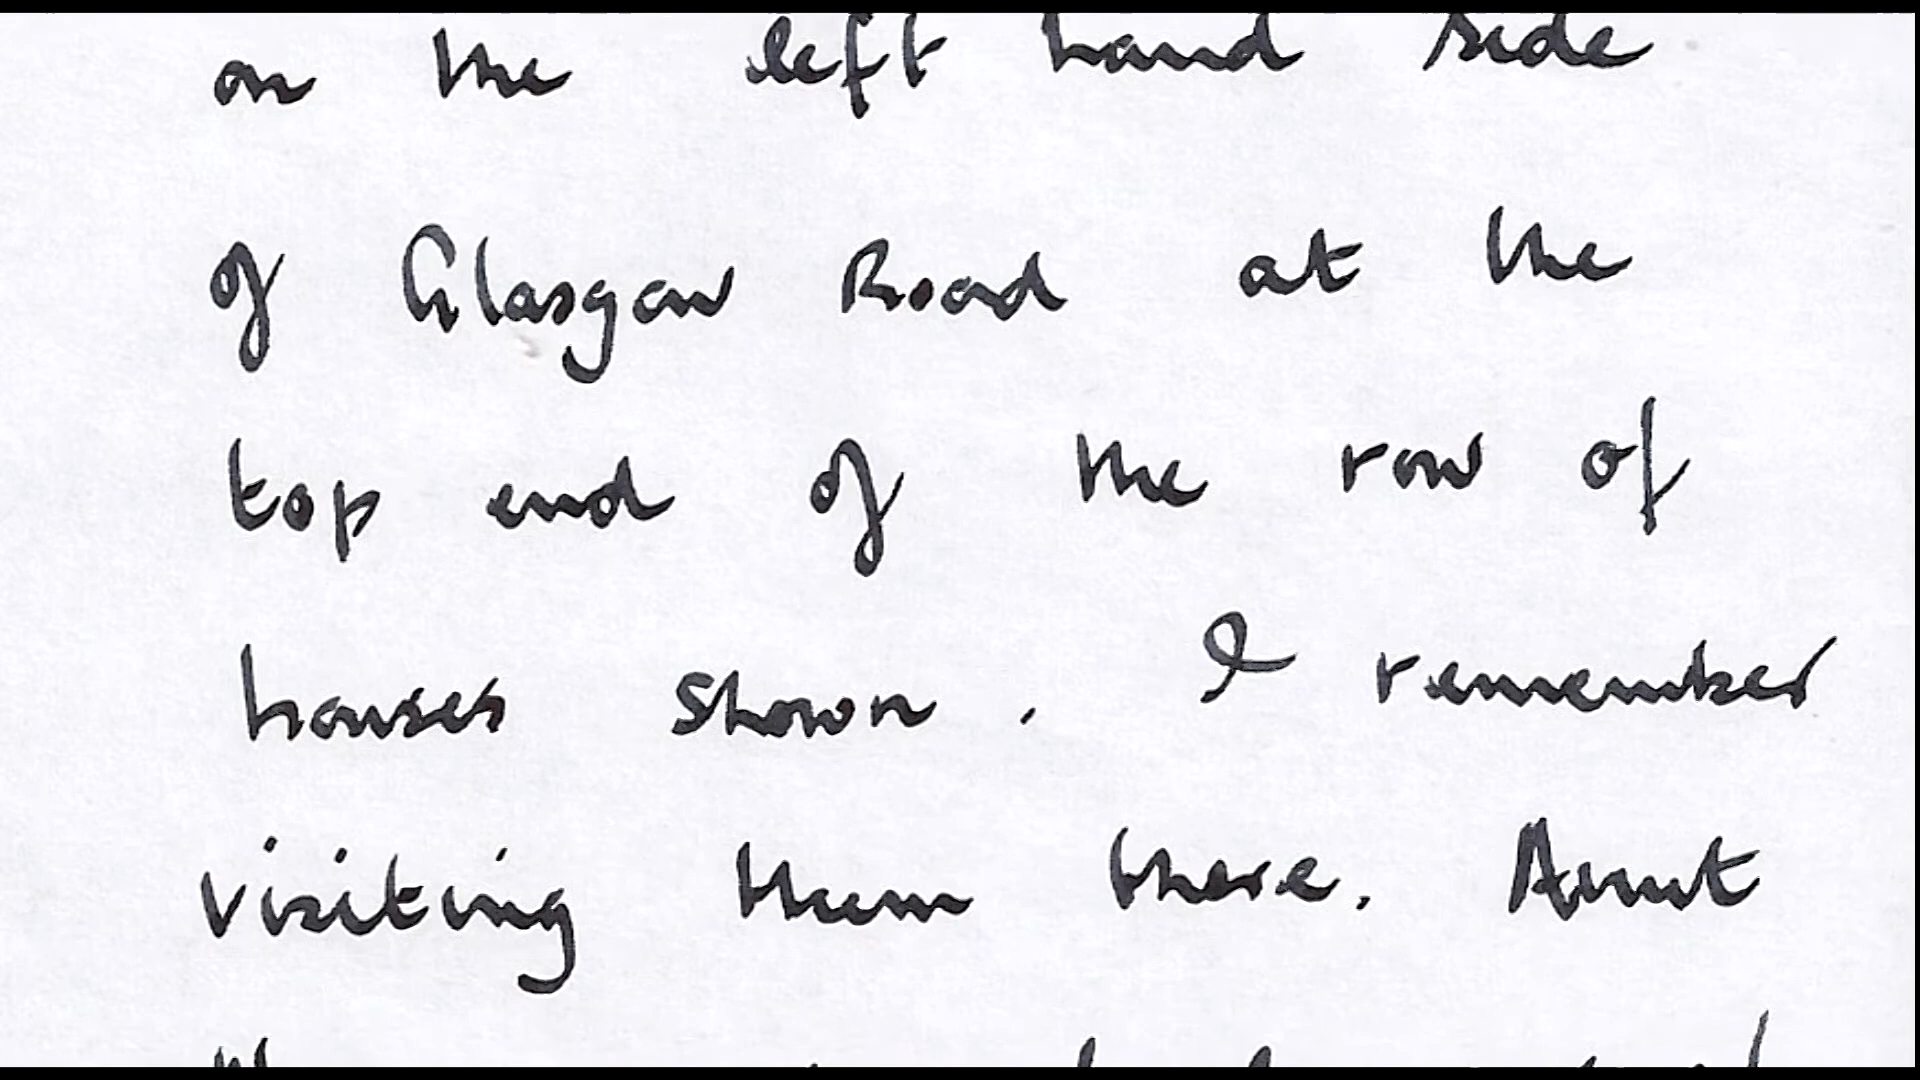 on the left hand side
of Glasgow Road at the
top end of the row of
houses shown. I remember
visiting them there. Aunt